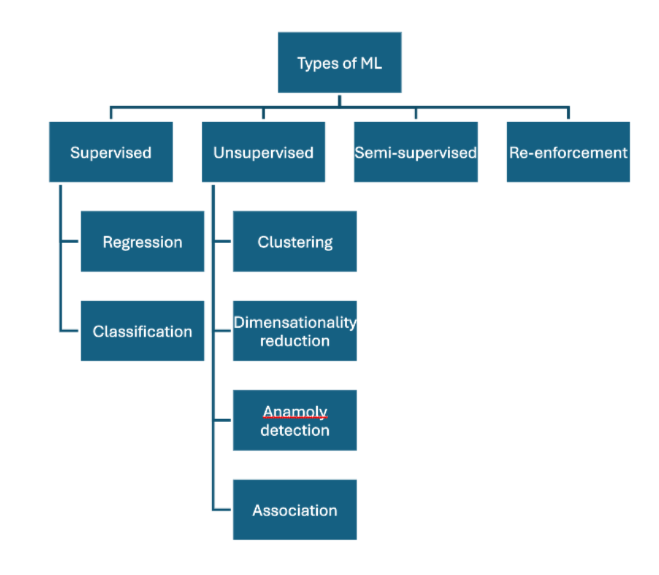 Types of ML
Supervised
Unsupervised
Semi-supervised
Re-enforcement
Regression
Classification
Clustering
Dimensationality
reduction
Anamoly
detection
Association